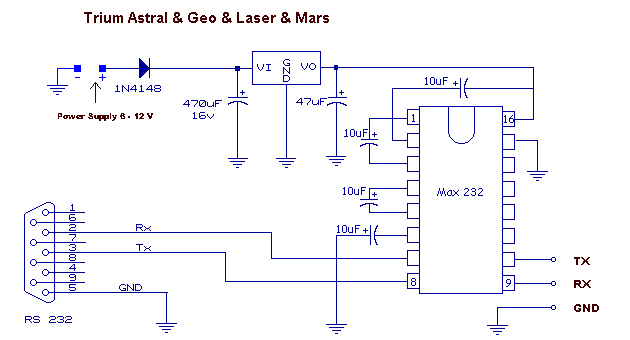 Trium Astral & Geo & Laser & Mars
VI GND VO
- +
1N4148
Power Supply 6 - 12 V
470uF
16v
47uF
10uF
1 16
10uF
Max 232
10uF
10uF
1
6
2 Rx
7
3 Tx
8
4
9
5 GND
RS 232
8 9
TX
RX
GND